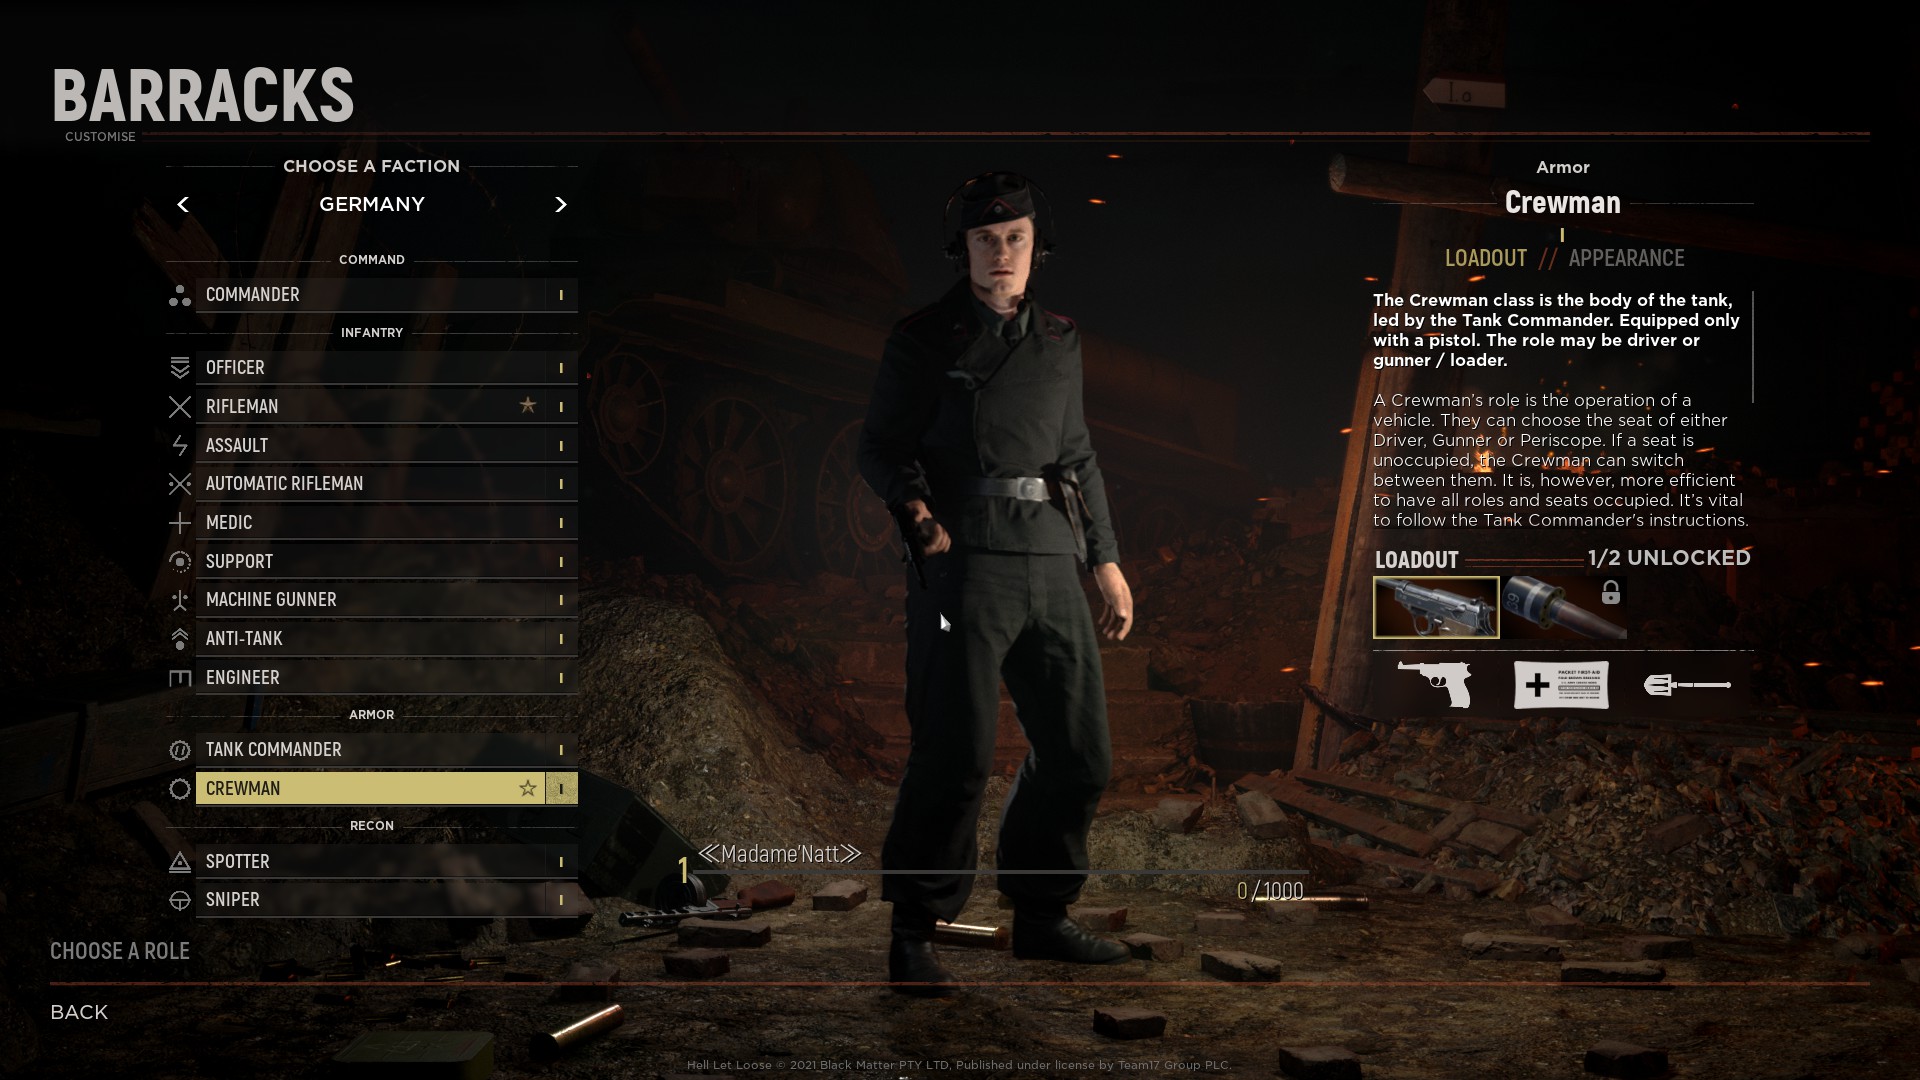 BARRACKS
CUSTOMISE
La
CHOOSE A FACTION
GERMANY
COMMAND
COMMANDER I
INFANTRY
OFFICER I
RIFLEMAN I
ASSAULT I
AUTOMATIC RIFLEMAN I
MEDIC I
SUPPORT I
MACHINE GUNNER I
ANTI-TANK I
ENGINEER I
ARMOR
TANK COMMANDER I
CREWMAN I
RECON
SPOTTER I
SNIPER I
CHOOSE A ROLE
BACK
1 ≪Madame'Natt≫
0/1000
Armor
Crewman
I
LOADOUT // APPEARANCE
The Crewman class is the body of the tank,
led by the Tank Commander. Equipped only
with a pistol. The role may be driver or
gunner / loader.
A Crewman's role is the operation of a
vehicle. They can choose the seat of either
Driver, Gunner or Periscope. If a seat is
unoccupied, the Crewman can switch
between them. It is, however, more efficient
to have all roles and seats occupied. It's vital
to follow the Tank Commander's instructions.
LOADOUT 1/2 UNLOCKED
Hell Let Loose © 2021 Black Matter PTY LTD, Published under license by Team17 Group PLC.